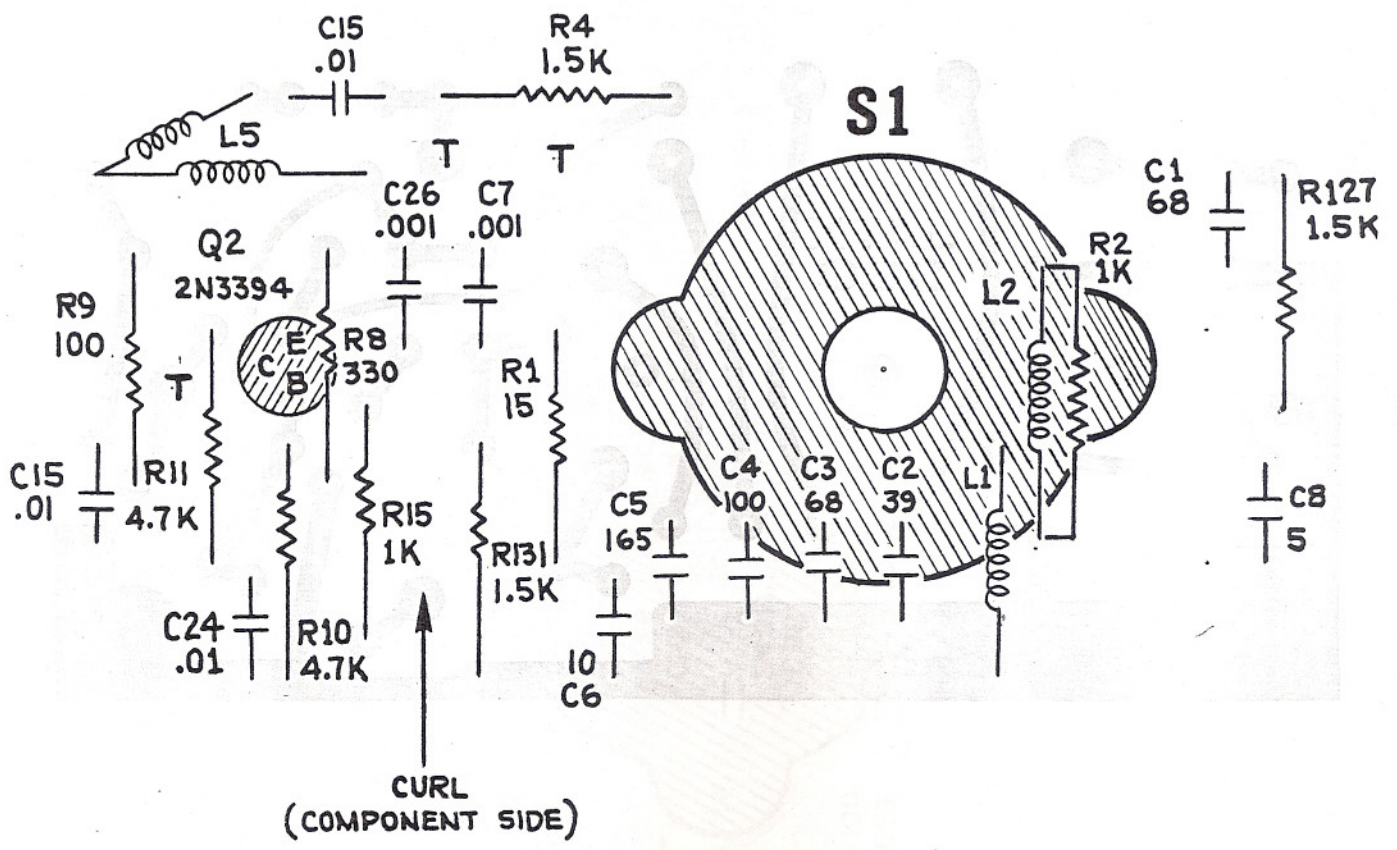 C15
.01
R4
1.5K
S1
L5
T
T
C26
.001
C7
.001
C1
68
R127
1.5K
Q2
2N3394
R2
1K
L2
R9
100
E
C
B
R8
330
T
R1
15
C15
.01
R11
4.7K
R15
1K
R131
1.5K
C5
165
C4
100
C3
68
C2
39
L1
C8
5
C24
.01
R10
4.7K
10
C6
CURL
(COMPONENT SIDE)